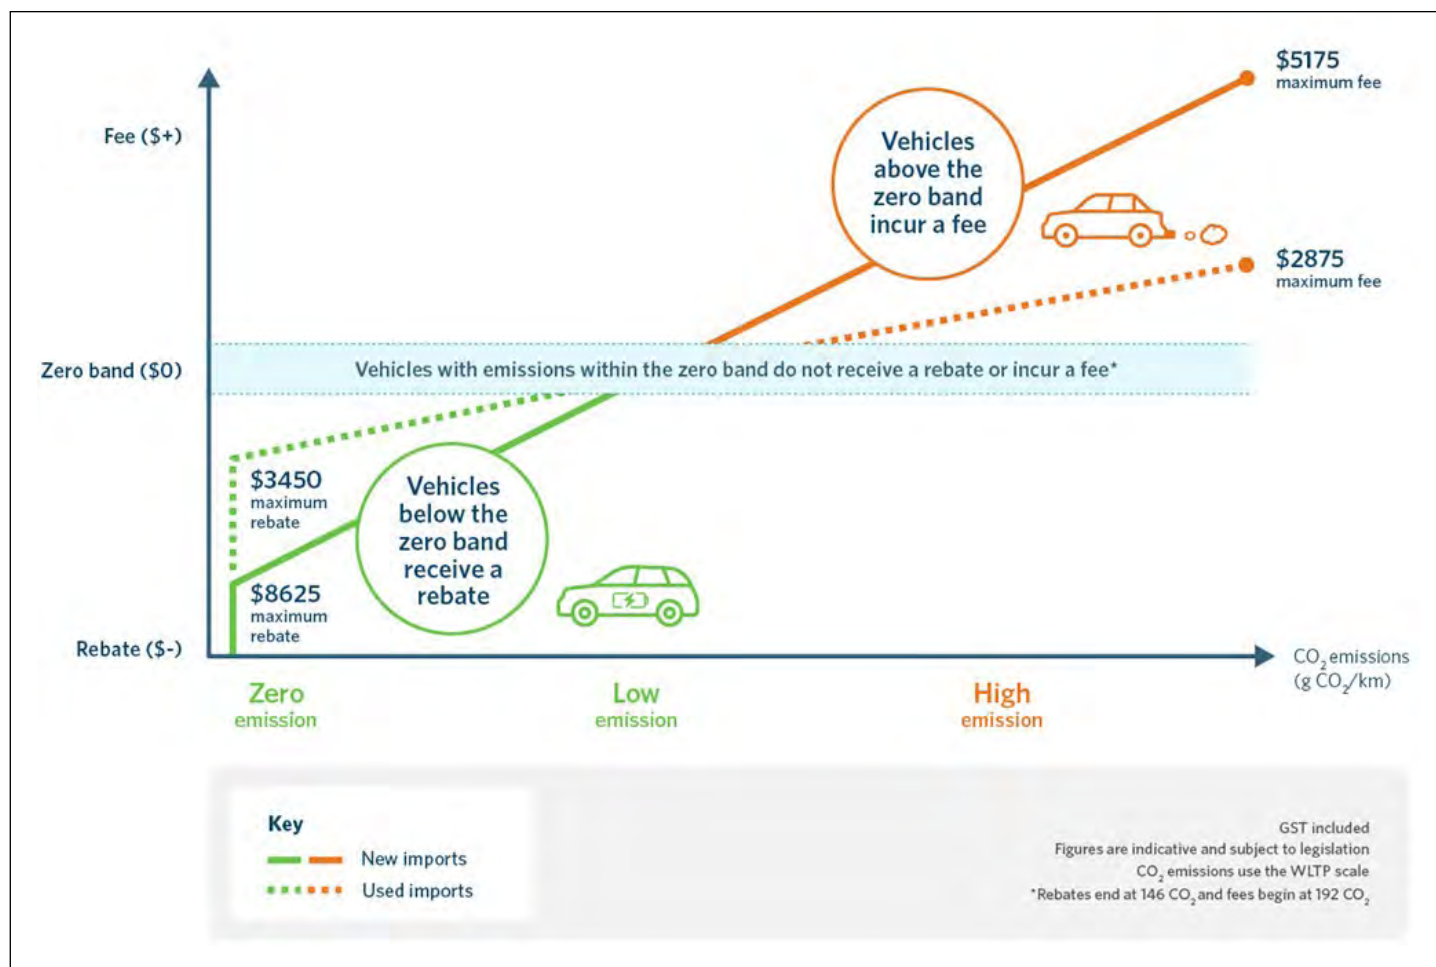 $5175
maximum fee
Fee ($+)
Vehicles
above the
zero band
incur a fee
$2875
maximum fee
Zero band ($0)
Vehicles with emissions within the zero band do not receive a rebate or incur a fee*
$3450
maximum
rebate
Vehicles
below the
zero band
receive a
rebate
$8625
maximum
rebate
Rebate ($-)
CO₂ emissions
(g CO₂/km)
Zero
emission
Low
emission
High
emission
Key
New imports
Used imports
GST included
Figures are indicative and subject to legislation
CO₂ emissions use the WLTP scale
*Rebates end at 146 CO₂ and fees begin at 192 CO₂